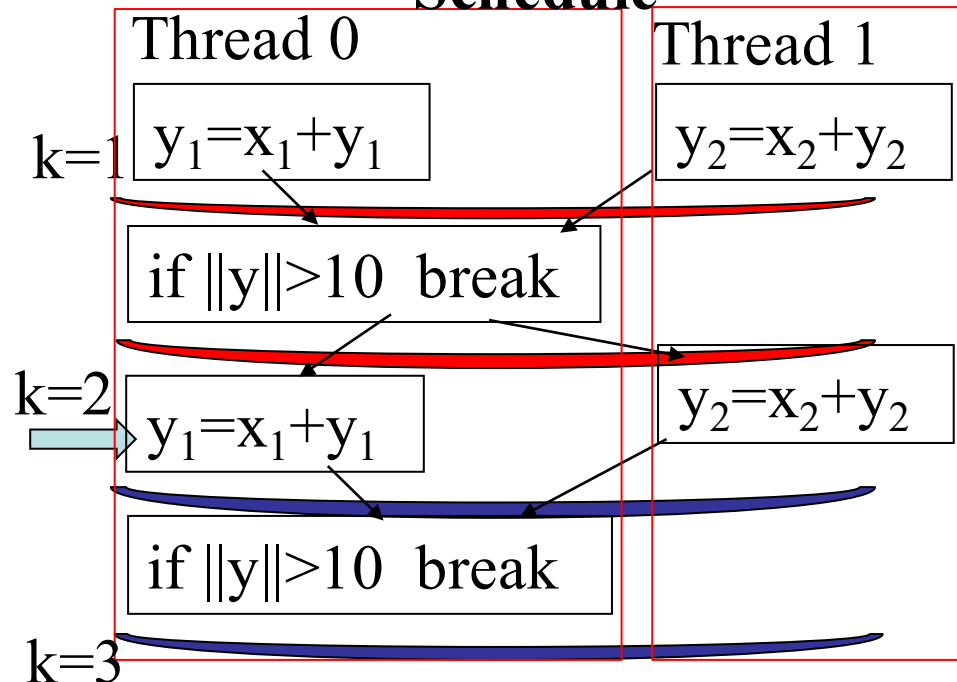 Schedule
Thread 0
Thread 1
k=1
y₁=x₁+y₁
y₂=x₂+y₂
if ||y||>10 break
k=2
y₁=x₁+y₁
y₂=x₂+y₂
if ||y||>10 break
k=3